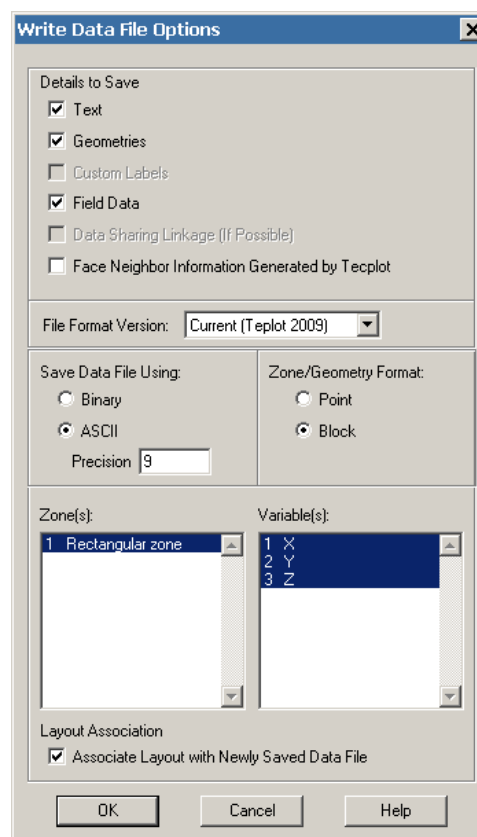 Write Data File Options
Details to Save
Text
Geometries
Custom Labels
Field Data
Data Sharing Linkage (If Possible)
Face Neighbor Information Generated by Tecplot
File Format Version: Current (Teplot 2009)
Save Data File Using:
Binary
ASCII
Precision 9
Zone/Geometry Format:
Point
Block
Zone(s):
1 Rectangular zone
Variable(s):
1 X
2 Y
3 Z
Layout Association
Associate Layout with Newly Saved Data File
OK Cancel Help